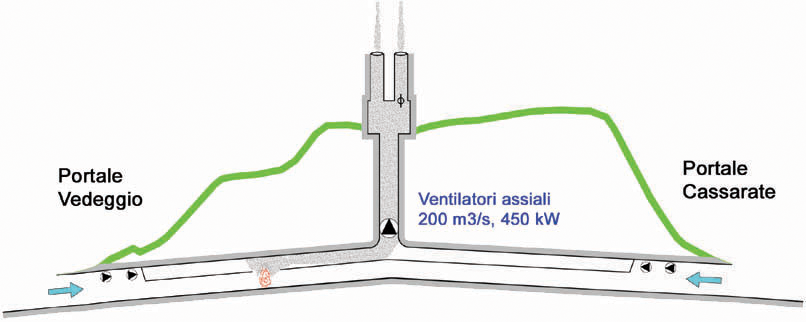 Portale
Vedeggio
Ventilatori assiali
200 m3/s, 450 kW
Portale
Cassarate